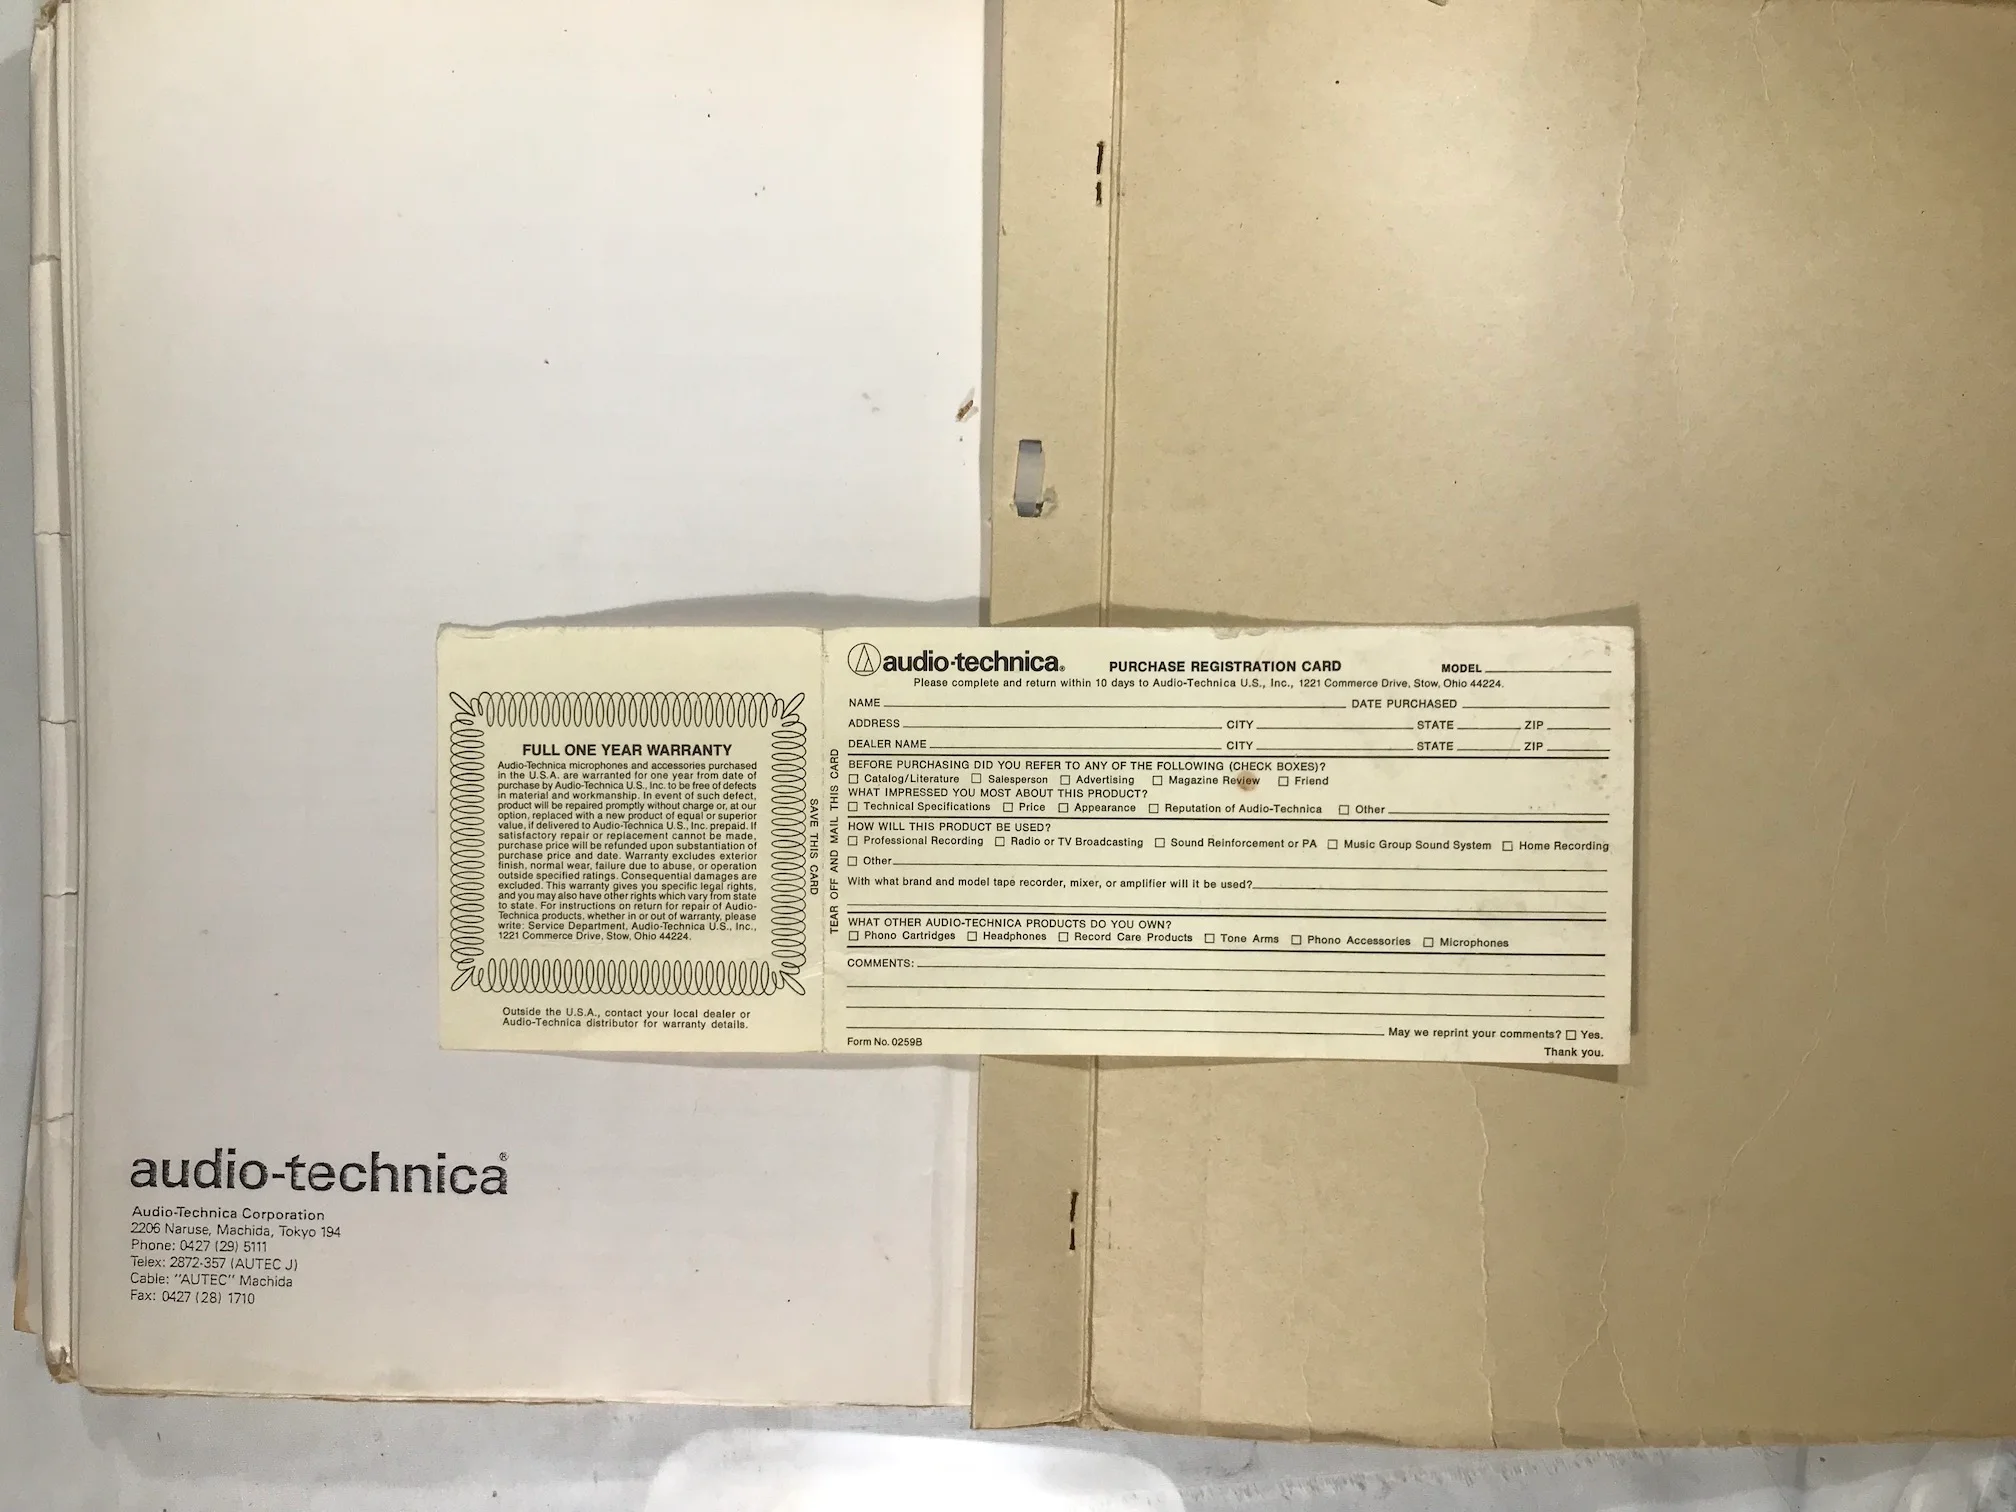 FULL ONE YEAR WARRANTY
Audio-Technica microphones and accessories purchased
in the U.S.A. are warranted for one year from date of
purchase by Audio-Technica U.S., Inc. to be free of defects
in material and workmanship. In event of such defect,
product will be repaired promptly without charge or, at our
option, replaced with a new product of equal or superior
value, if delivered to Audio-Technica U.S., Inc. prepaid. If
satisfactory repair or replacement cannot be made,
purchase price will be refunded upon substantiation of
purchase price and date. Warranty excludes exterior
finish, normal wear, failure due to abuse, or operation
outside specified ratings. Consequential damages are
excluded. This warranty gives you specific legal rights,
and you may also have other rights which vary from state
to state. For instructions on return for repair of Audio-
Technica products, whether in or out of warranty, please
write: Service Department, Audio-Technica U.S., Inc.,
1221 Commerce Drive, Stow, Ohio 44224.
Outside the U.S.A., contact your local dealer or
Audio-Technica distributor for warranty details.
SAVE THIS CARD
TEAR OFF AND MAIL THIS CARD
audio-technica® PURCHASE REGISTRATION CARD MODEL
Please complete and return within 10 days to Audio-Technica U.S., Inc., 1221 Commerce Drive, Stow, Ohio 44224.
NAME DATE PURCHASED
ADDRESS CITY STATE ZIP
DEALER NAME CITY STATE ZIP
BEFORE PURCHASING DID YOU REFER TO ANY OF THE FOLLOWING (CHECK BOXES)?
☐ Catalog/Literature ☐ Salesperson ☐ Advertising ☐ Magazine Review ☐ Friend
WHAT IMPRESSED YOU MOST ABOUT THIS PRODUCT?
☐ Technical Specifications ☐ Price ☐ Appearance ☐ Reputation of Audio-Technica ☐ Other
HOW WILL THIS PRODUCT BE USED?
☐ Professional Recording ☐ Radio or TV Broadcasting ☐ Sound Reinforcement or PA ☐ Music Group Sound System ☐ Home Recording
☐ Other
With what brand and model tape recorder, mixer, or amplifier will it be used?
WHAT OTHER AUDIO-TECHNICA PRODUCTS DO YOU OWN?
☐ Phono Cartridges ☐ Headphones ☐ Record Care Products ☐ Tone Arms ☐ Phono Accessories ☐ Microphones
COMMENTS:
May we reprint your comments? ☐ Yes.
Form No. 0259B
Thank you.
audio-technica®
Audio-Technica Corporation
2206 Naruse, Machida, Tokyo 194
Phone: 0427 (29) 5111
Telex: 2872-357 (AUTEC J)
Cable: "AUTEC" Machida
Fax: 0427 (28) 1710